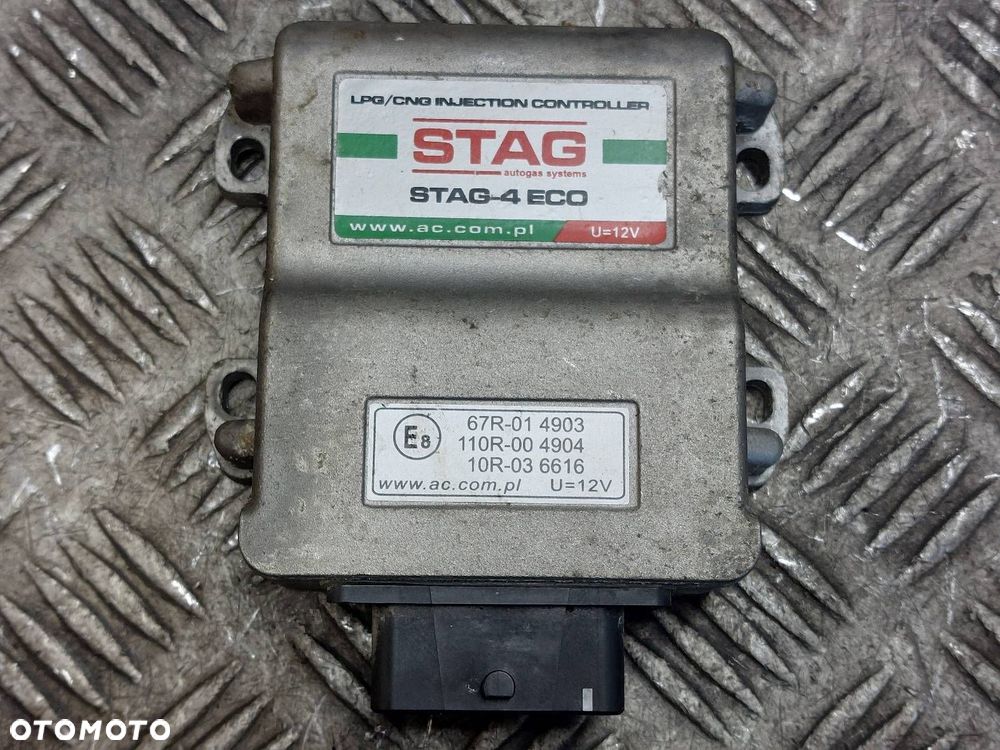 LPG/CNG INJECTION CONTROLLER
STAG
autogas systems
STAG-4 ECO
www.ac.com.pl U=12V
E8
67R-01 4903
110R-00 4904
10R-03 6616
www.ac.com.pl U=12V
OTOMOTO